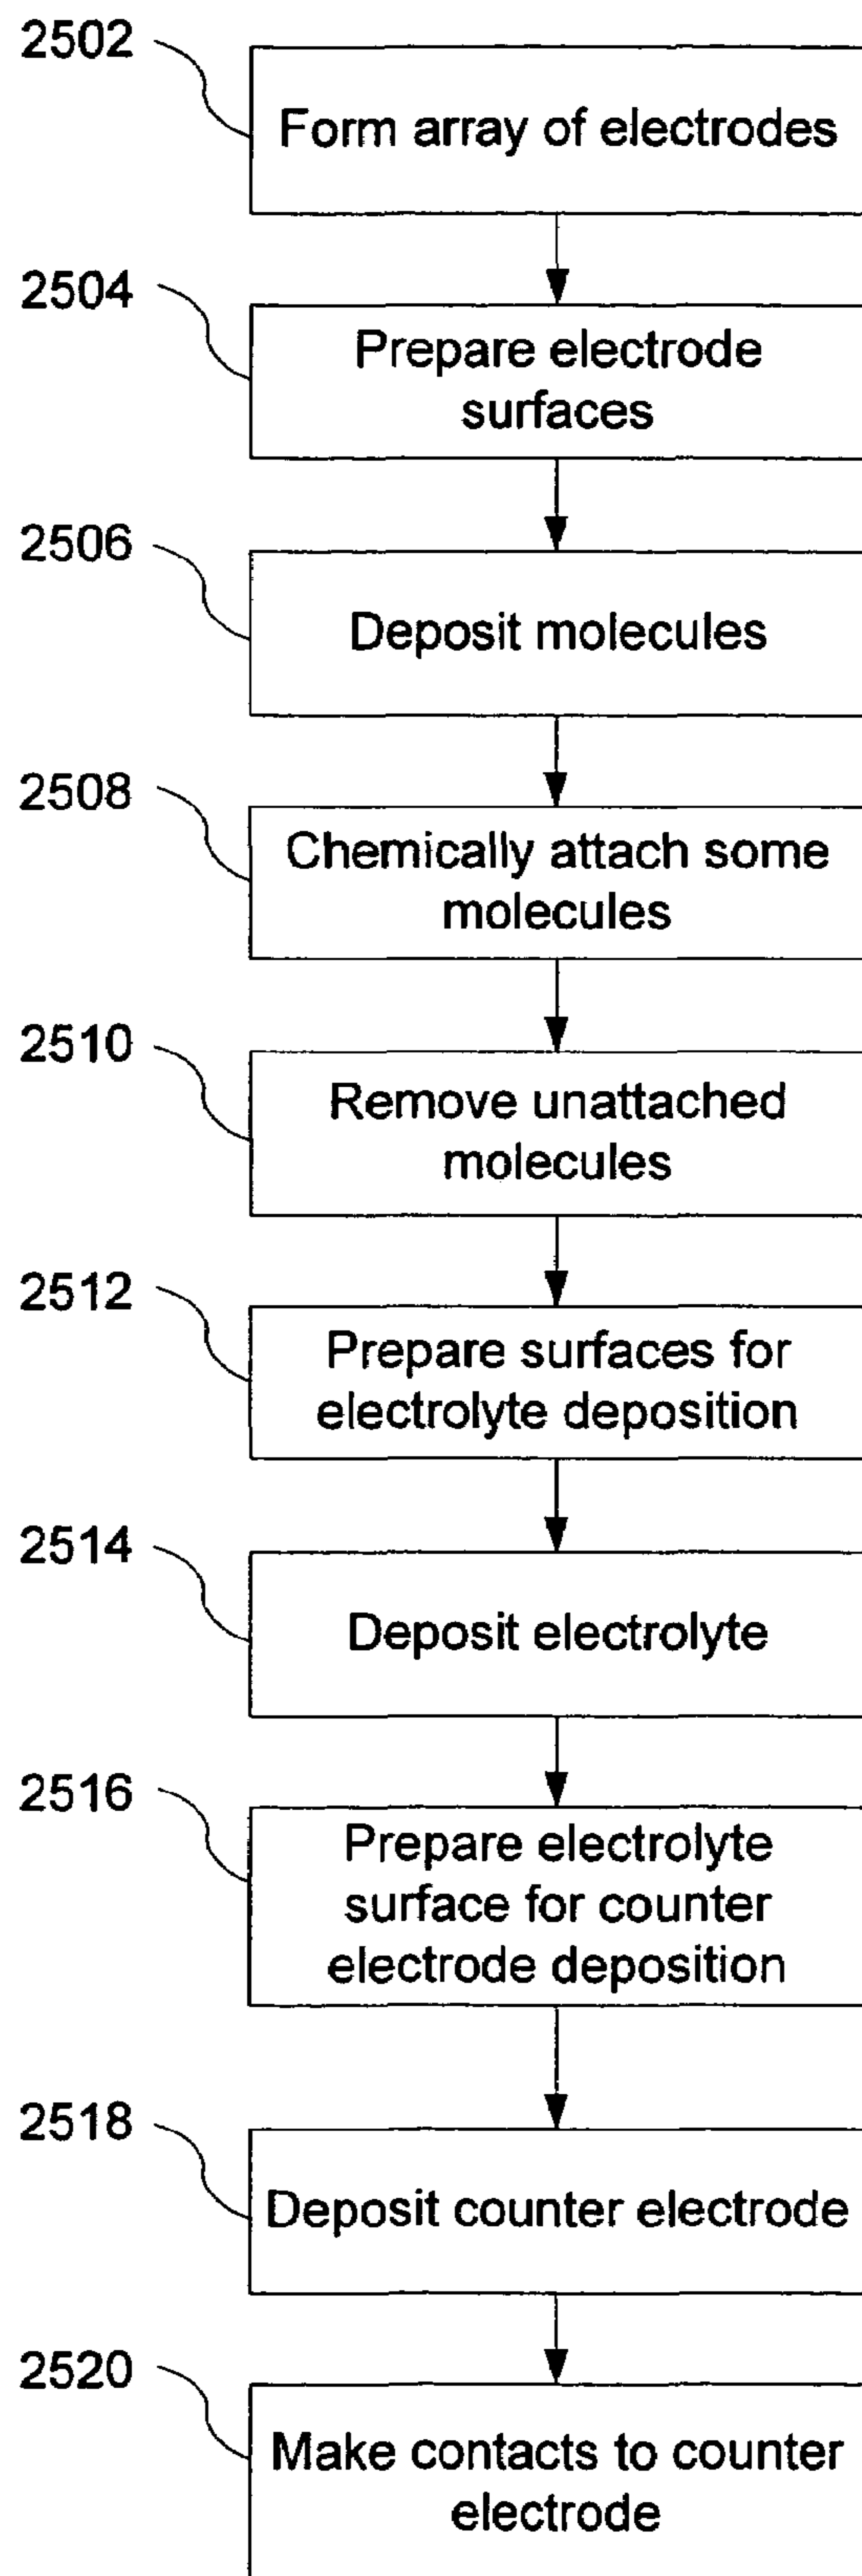 2502
Form array of electrodes
2504
Prepare electrode
surfaces
2506
Deposit molecules
2508
Chemically attach some
molecules
2510
Remove unattached
molecules
2512
Prepare surfaces for
electrolyte deposition
2514
Deposit electrolyte
2516
Prepare electrolyte
surface for counter
electrode deposition
2518
Deposit counter electrode
2520
Make contacts to counter
electrode